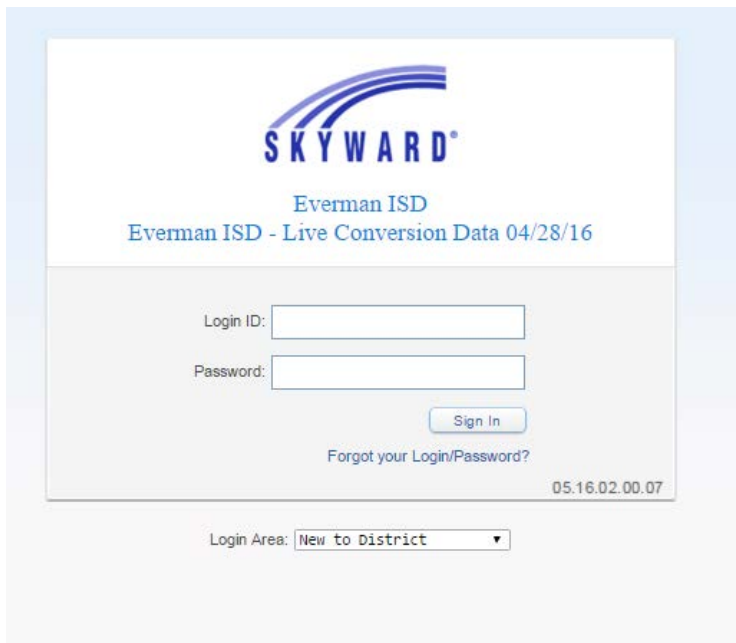 SKYWARD®
Everman ISD
Everman ISD - Live Conversion Data 04/28/16
Login ID:
Password:
Sign In
Forgot your Login/Password?
05.16.02.00.07
Login Area: New to District